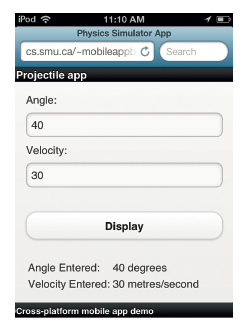 iPod 11:10 AM
Physics Simulator App
cs.smu.ca/~mobileapp
Search
Projectile app
Angle:
40
Velocity:
30
Display
Angle Entered: 40 degrees
Velocity Entered: 30 metres/second
Cross-platform mobile app demo